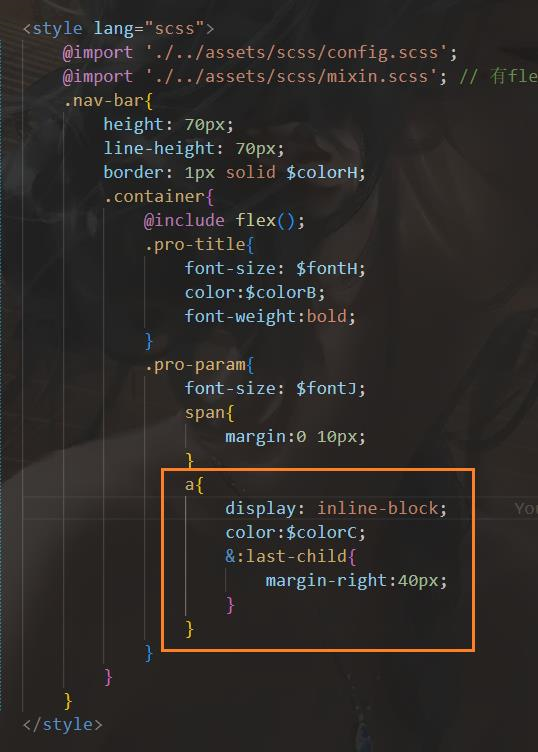 <style lang="scss">
@import './../assets/scss/config.scss';
@import './../assets/scss/mixin.scss'; // 有fle
.nav-bar{
height: 70px;
line-height: 70px;
border: 1px solid $colorH;
.container{
@include flex();
.pro-title{
font-size: $fontH;
color:$colorB;
font-weight:bold;
}
.pro-param{
font-size: $fontJ;
span{
margin:0 10px;
}
a{
display: inline-block; You
color:$colorC;
&:last-child{
margin-right:40px;
}
}
}
}
}
</style>